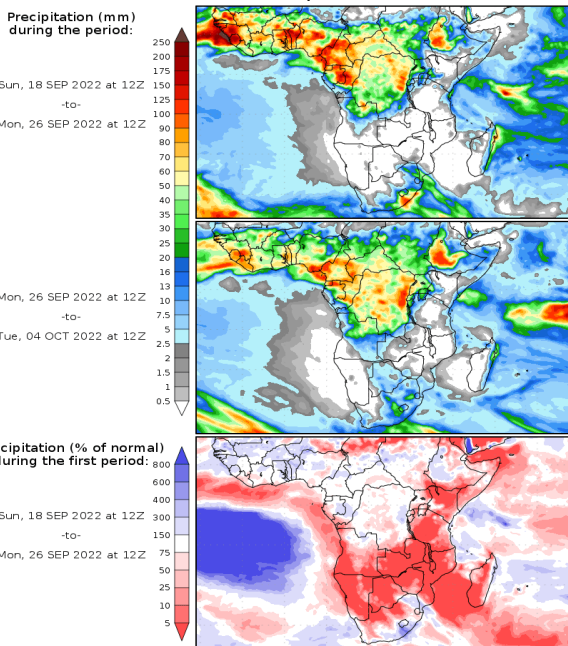 Precipitation (mm)
during the period:
250
200
175
150
125
100
90
80
70
60
50
40
35
30
25
20
16
13
10
7.5
5
2.5
2
1.5
1
0.5
Sun, 18 SEP 2022 at 12Z
-to-
Mon, 26 SEP 2022 at 12Z
Mon, 26 SEP 2022 at 12Z
-to-
Tue, 04 OCT 2022 at 12Z
cipitation (% of normal)
during the first period:
800
600
400
300
150
75
50
25
10
5
Sun, 18 SEP 2022 at 12Z
-to-
Mon, 26 SEP 2022 at 12Z